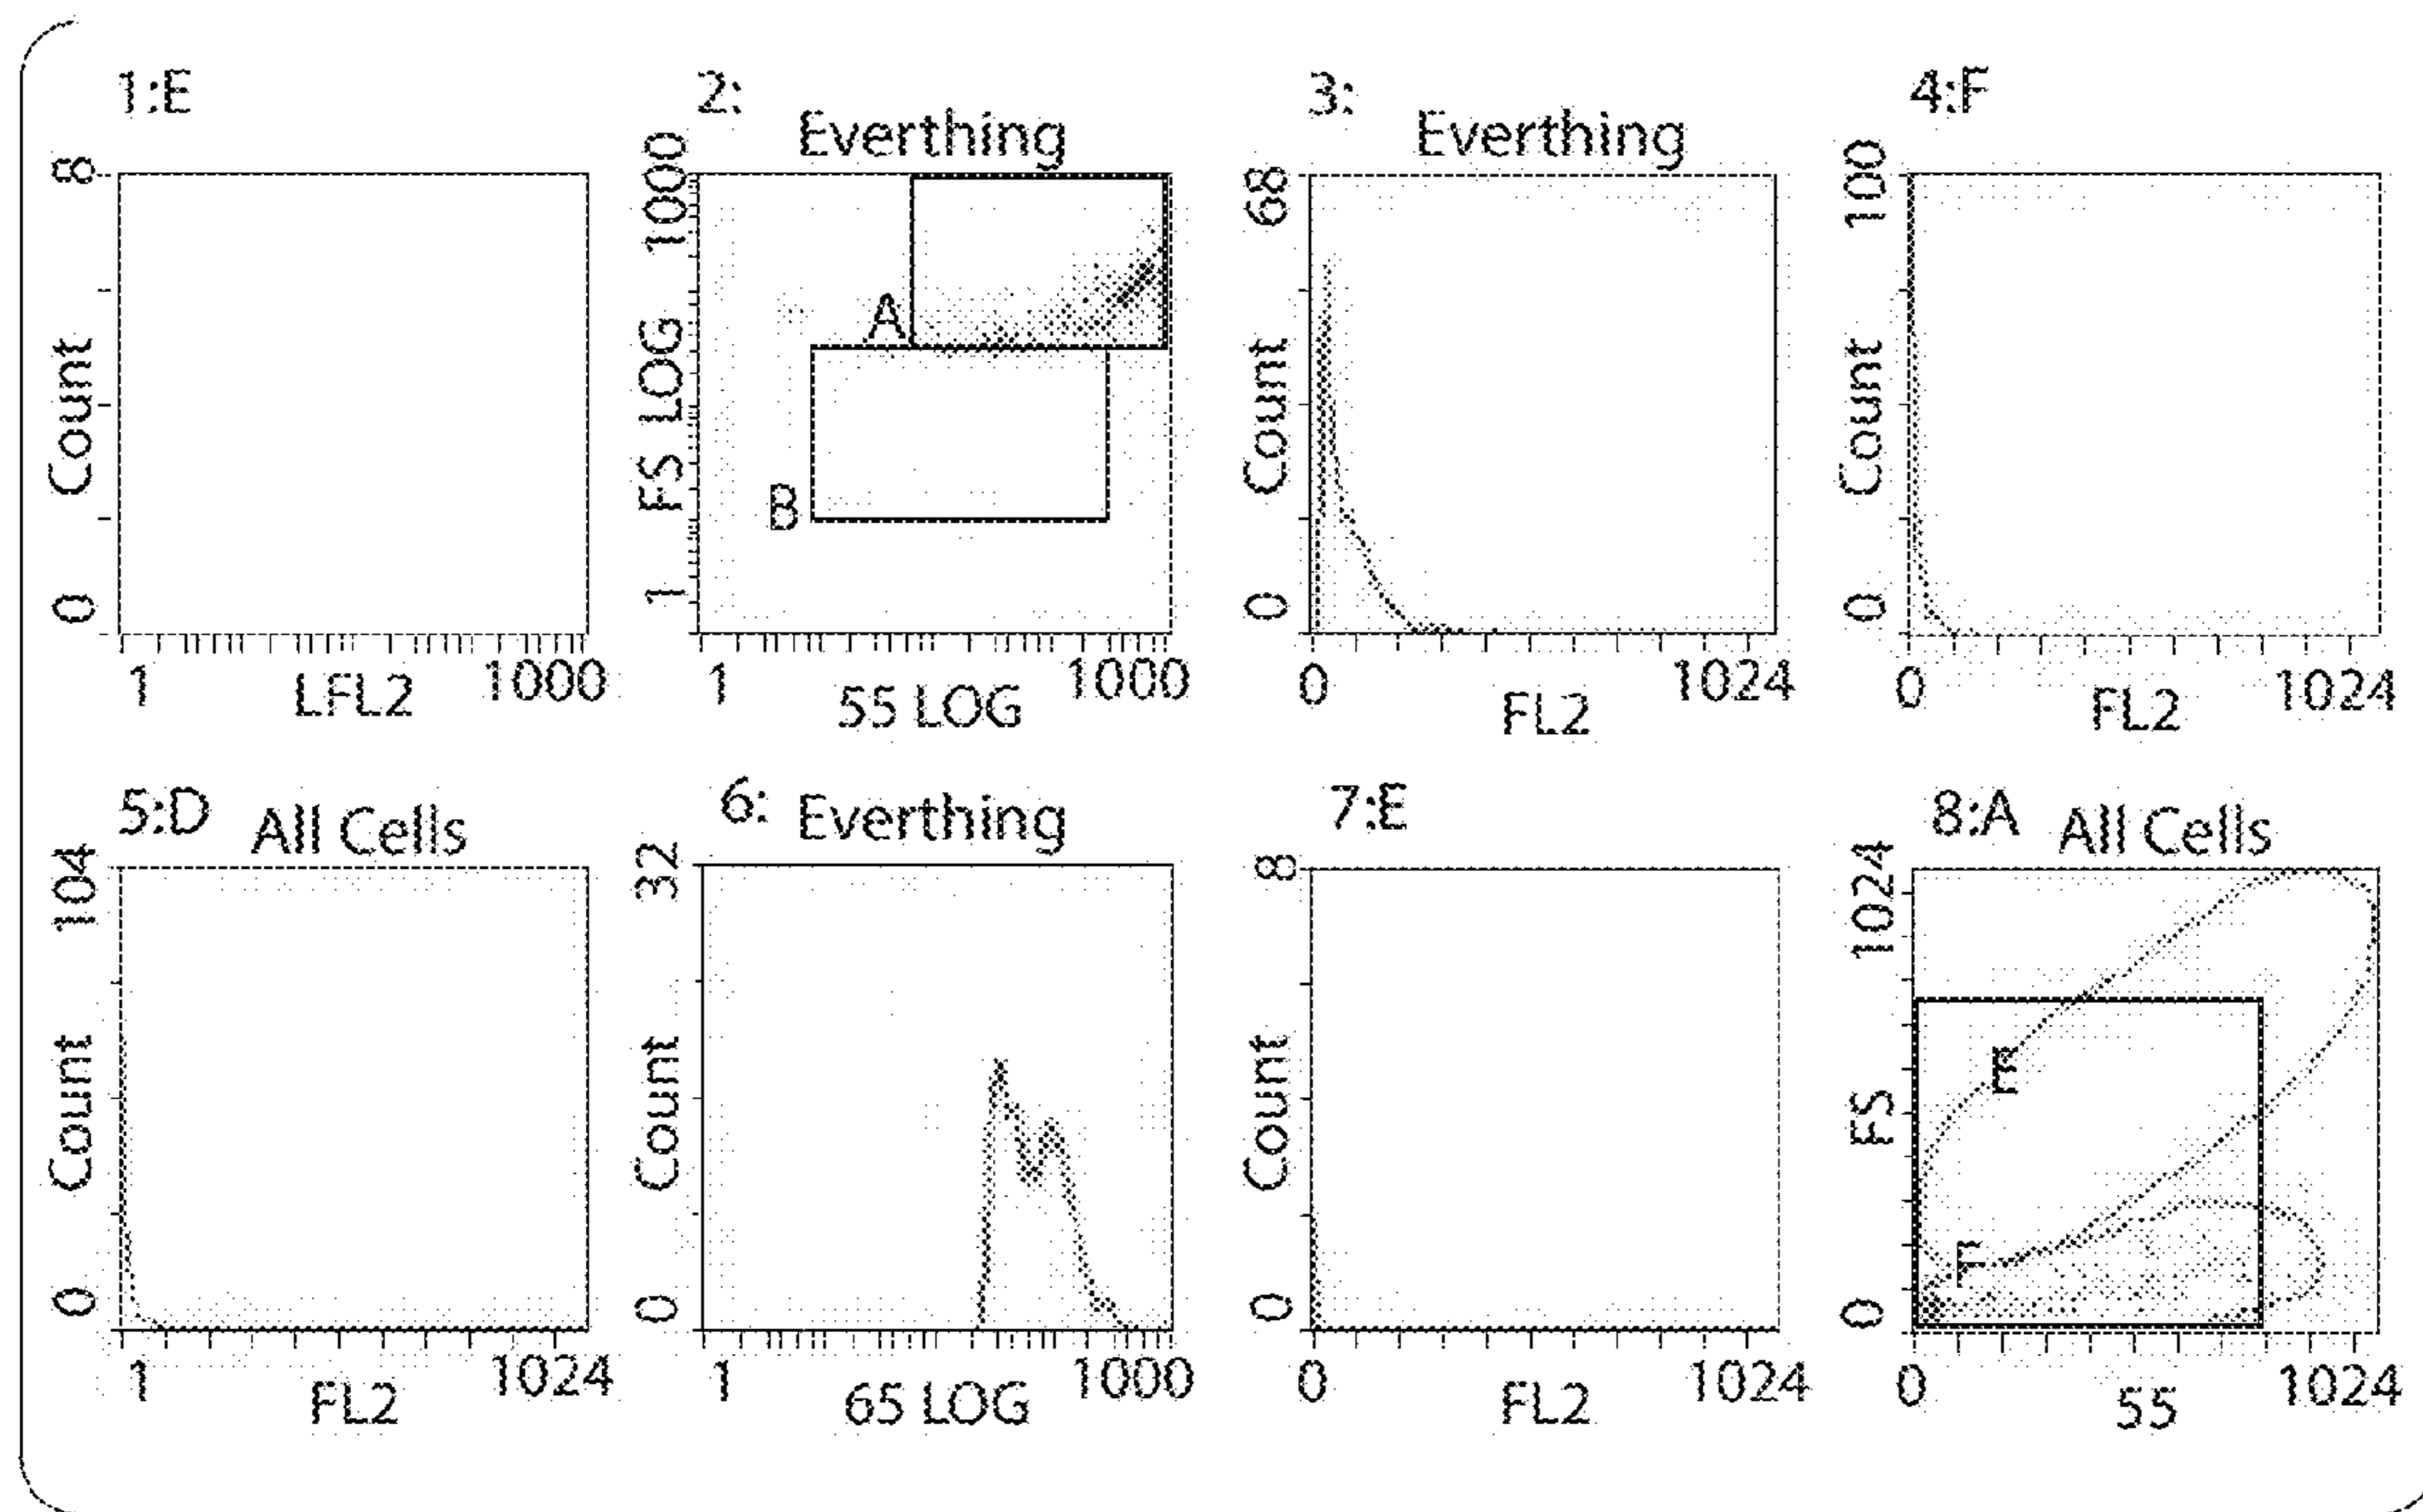 1:E
8
Count
0
1
LFL2
1000
2:
Everthing
1000
FS LOG
1
A
B
1
55 LOG
1000
3:
Everthing
68
Count
0
0
FL2
1024
4:F
100
Count
0
0
FL2
1024
5:D All Cells
104
Count
0
1
FL2
1024
6: Everthing
32
Count
0
1
65 LOG
1000
7:E
8
Count
0
0
FL2
1024
8:A All Cells
1024
FS
0
E
F
0
55
1024